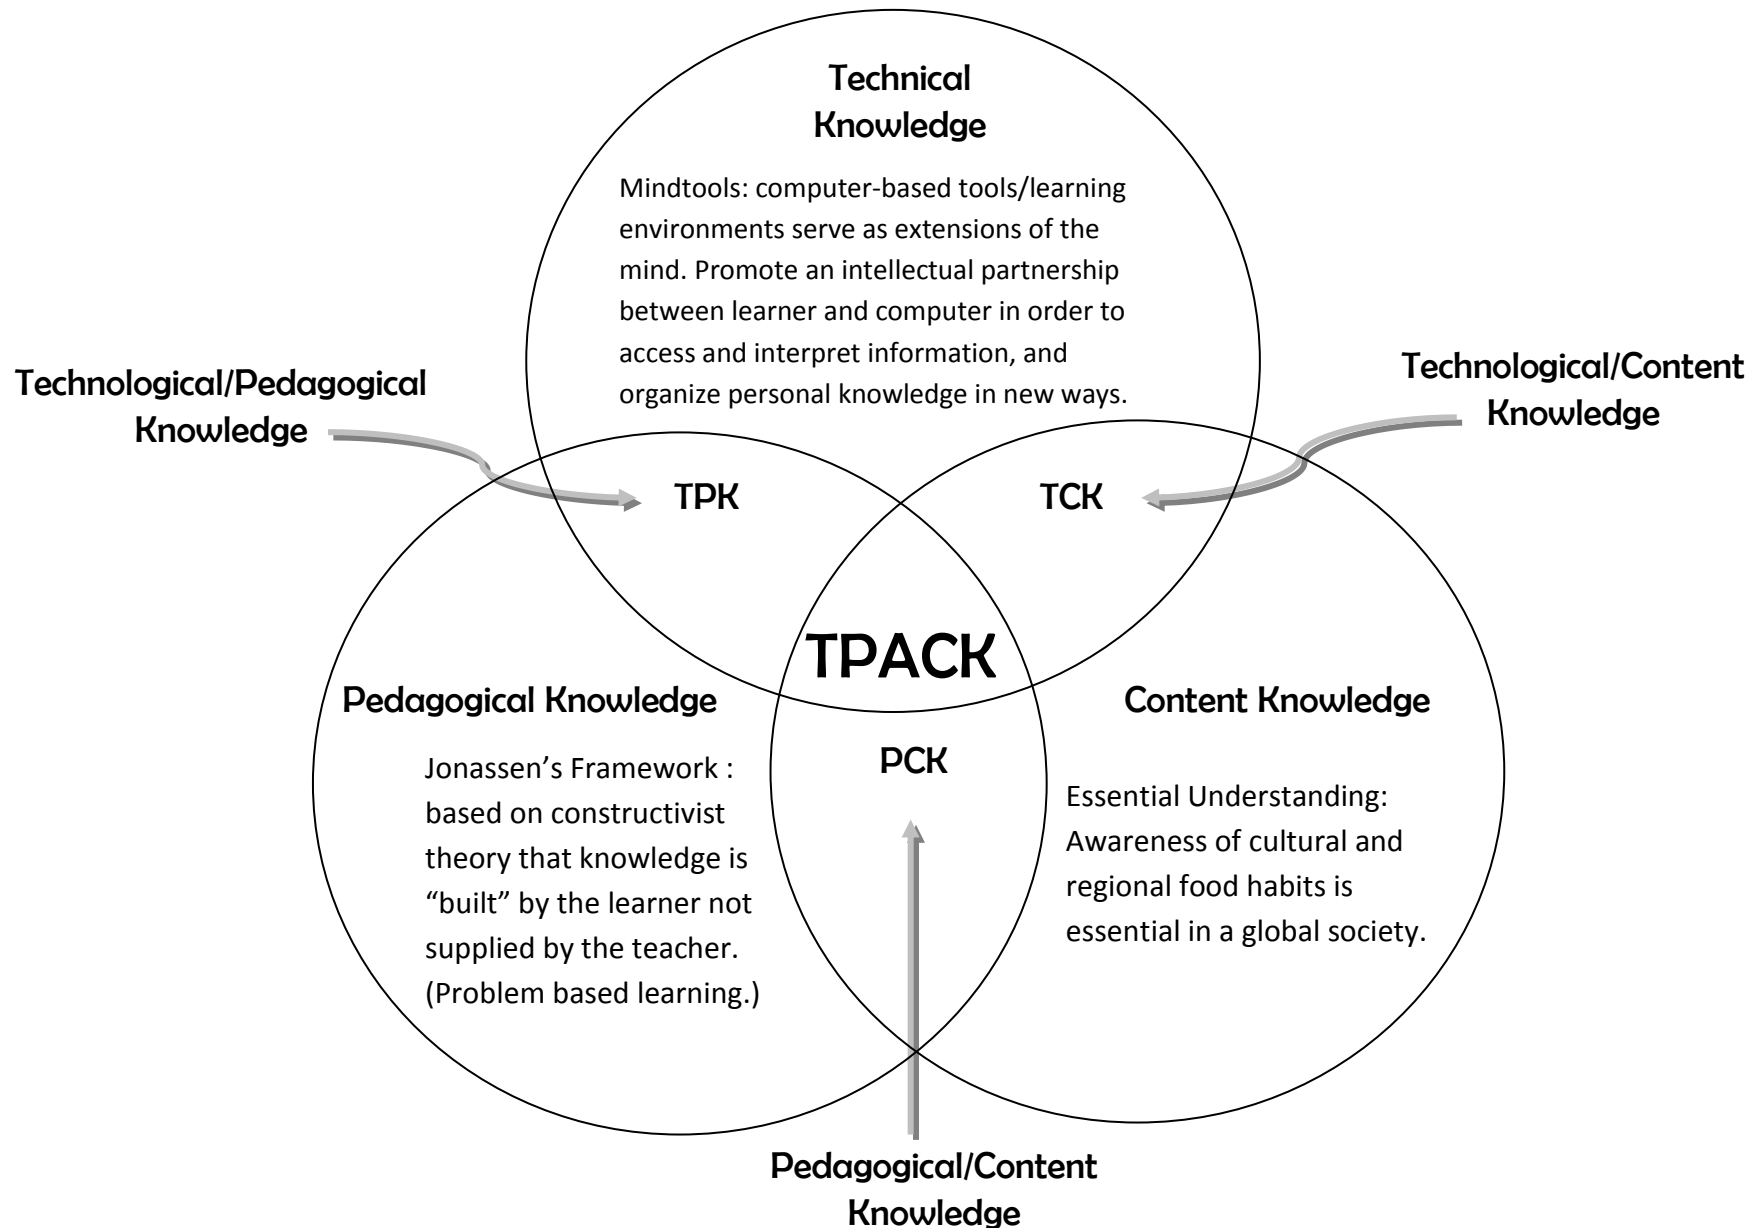 Technical
Knowledge
Mindtools: computer-based tools/learning
environments serve as extensions of the
mind. Promote an intellectual partnership
between learner and computer in order to
access and interpret information, and
organize personal knowledge in new ways.
Technological/Pedagogical
Knowledge
Technological/Content
Knowledge
TPK
TCK
TPACK
Pedagogical Knowledge
Jonassen’s Framework :
based on constructivist
theory that knowledge is
“built” by the learner not
supplied by the teacher.
(Problem based learning.)
PCK
Content Knowledge
Essential Understanding:
Awareness of cultural and
regional food habits is
essential in a global society.
Pedagogical/Content
Knowledge